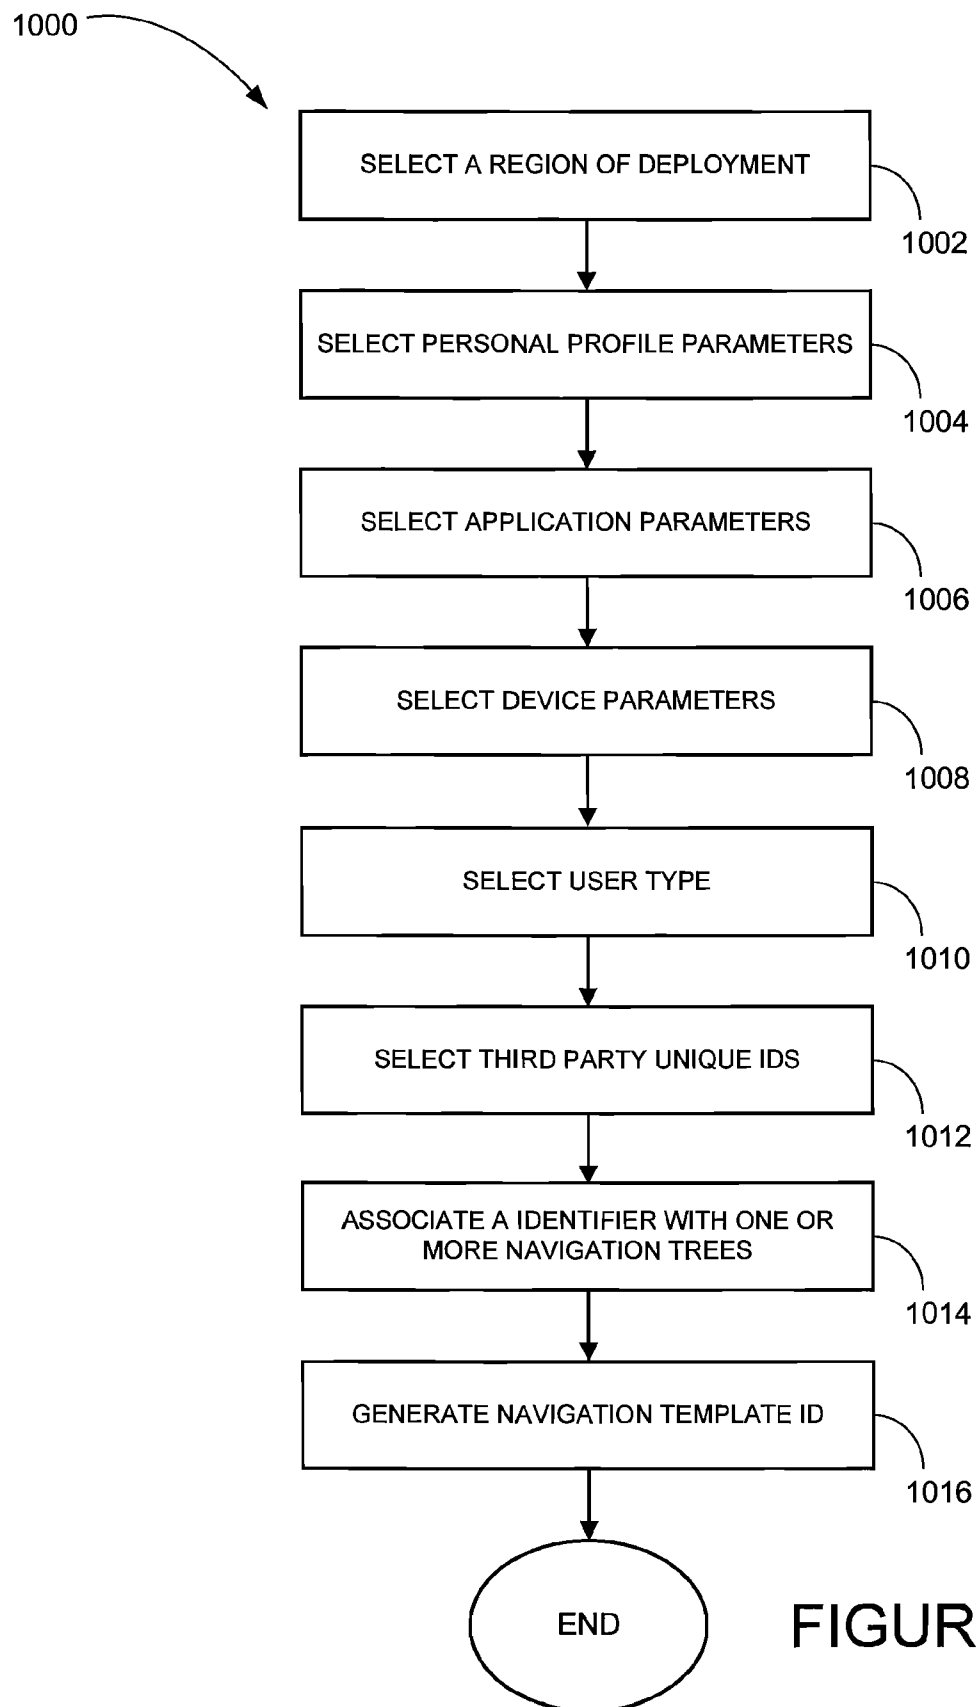 1000
SELECT A REGION OF DEPLOYMENT
1002
SELECT PERSONAL PROFILE PARAMETERS
1004
SELECT APPLICATION PARAMETERS
1006
SELECT DEVICE PARAMETERS
1008
SELECT USER TYPE
1010
SELECT THIRD PARTY UNIQUE IDS
1012
ASSOCIATE A IDENTIFIER WITH ONE OR
MORE NAVIGATION TREES
1014
GENERATE NAVIGATION TEMPLATE ID
1016
END
FIGUR